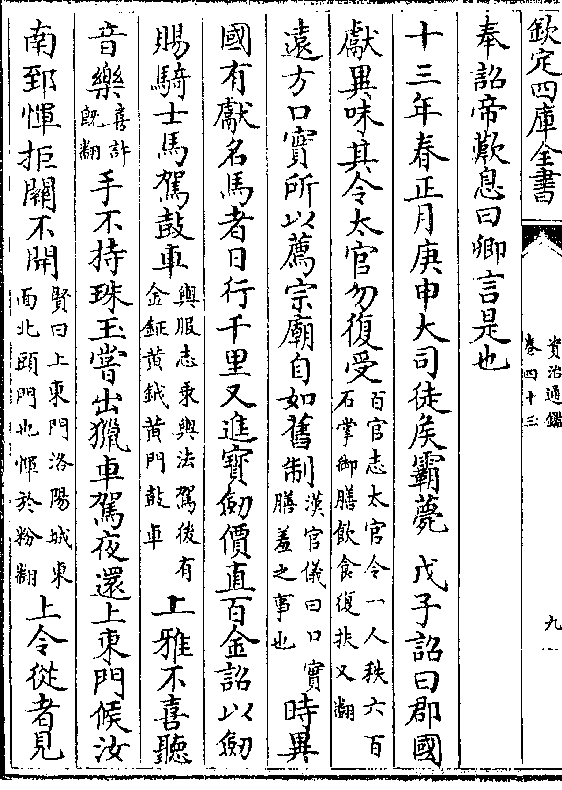 欽定四庫全書
資治通鑑
卷四十三
九
奉詔帝歎息曰卿言是也
十三年春正月庚申大司徒侯霸薨 戊子詔曰郡國
獻異味其令太官勿復受百官志太官令一人秩六百
石掌御膳飲食復扶又翻
遠方口實所以薦宗廟自如舊制漢官儀曰口實
膳羞之事也時異
國有獻名馬者日行千里又進寳劒價直百金詔以劒
賜騎士馬駕鼓車輿服志乘輿法駕後有
金鉦黄鉞黄門鼓車上雅不喜聽
音樂喜許
既翻手不持珠玉嘗出獵車駕夜還上東門候汝
南郅惲拒關不開賢曰上東門洛陽城東
面北頭門也惲於粉翻上令從者見